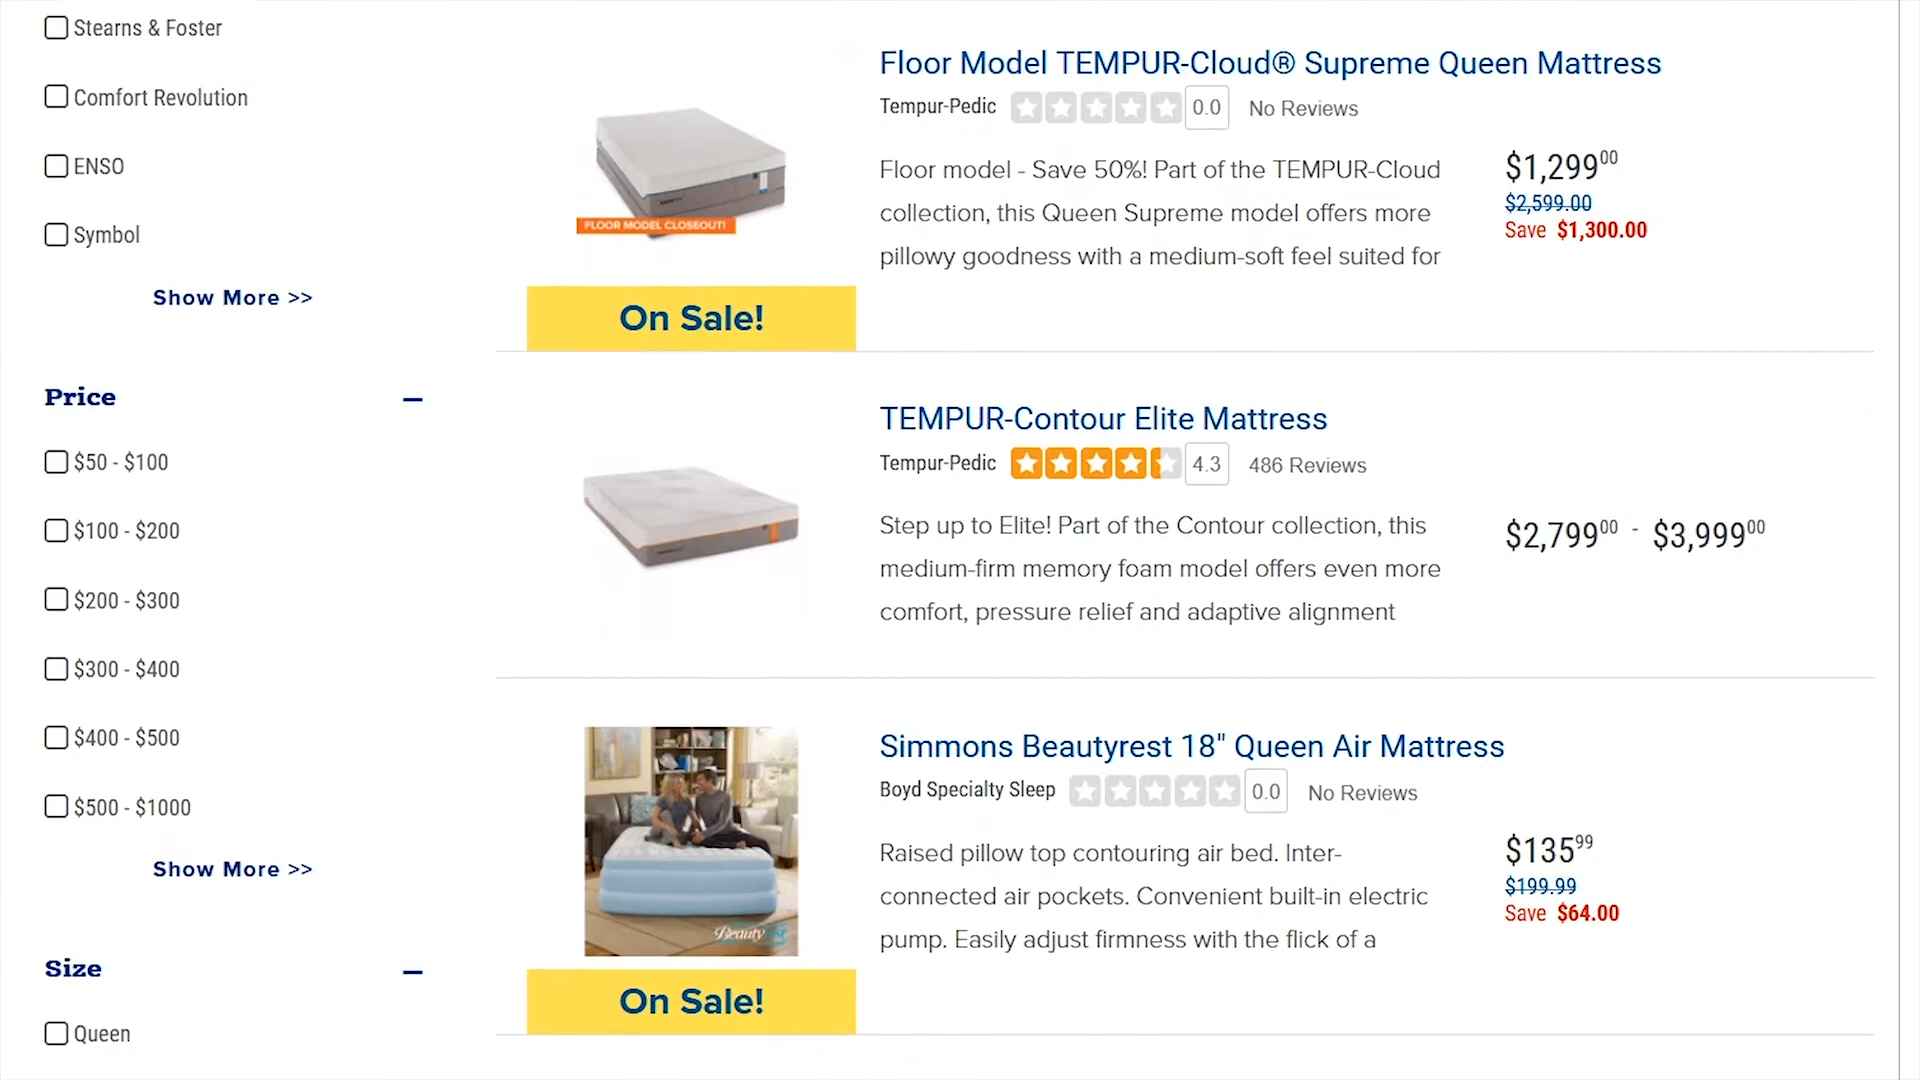 Stearns & Foster
Comfort Revolution
ENSO
Symbol
Show More >>
Price
$50 - $100
$100 - $200
$200 - $300
$300 - $400
$400 - $500
$500 - $1000
Show More >>
Size
Queen
Floor Model TEMPUR-Cloud® Supreme Queen Mattress
Tempur-Pedic 0.0 No Reviews
Floor model - Save 50%! Part of the TEMPUR-Cloud
collection, this Queen Supreme model offers more
pillowy goodness with a medium-soft feel suited for
$1,299.00
$2,599.00
Save $1,300.00
FLOOR MODEL CLOSEOUT!
On Sale!
TEMPUR-Contour Elite Mattress
Tempur-Pedic 4.3 486 Reviews
Step up to Elite! Part of the Contour collection, this
medium-firm memory foam model offers even more
comfort, pressure relief and adaptive alignment
$2,79900 - $3,99900
Simmons Beautyrest 18" Queen Air Mattress
Boyd Specialty Sleep 0.0 No Reviews
Raised pillow top contouring air bed. Inter-
connected air pockets. Convenient built-in electric
pump. Easily adjust firmness with the flick of a
$13599
$199.99
Save $64.00
On Sale!